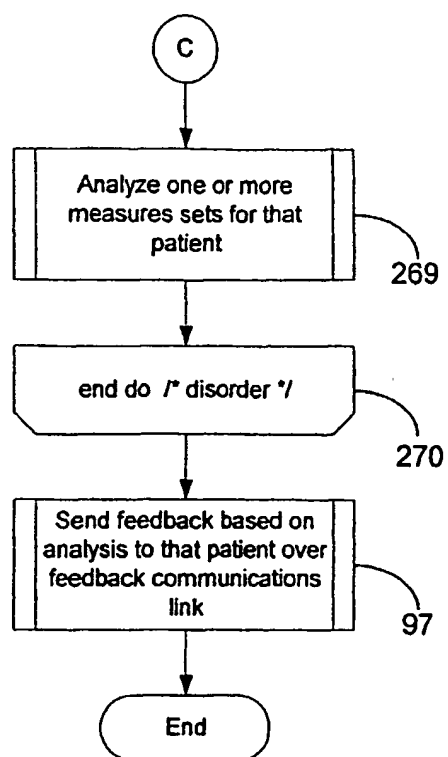 C
Analyze one or more
measures sets for that
patient
269
end do /* disorder */
270
Send feedback based on
analysis to that patient over
feedback communications
link
97
End